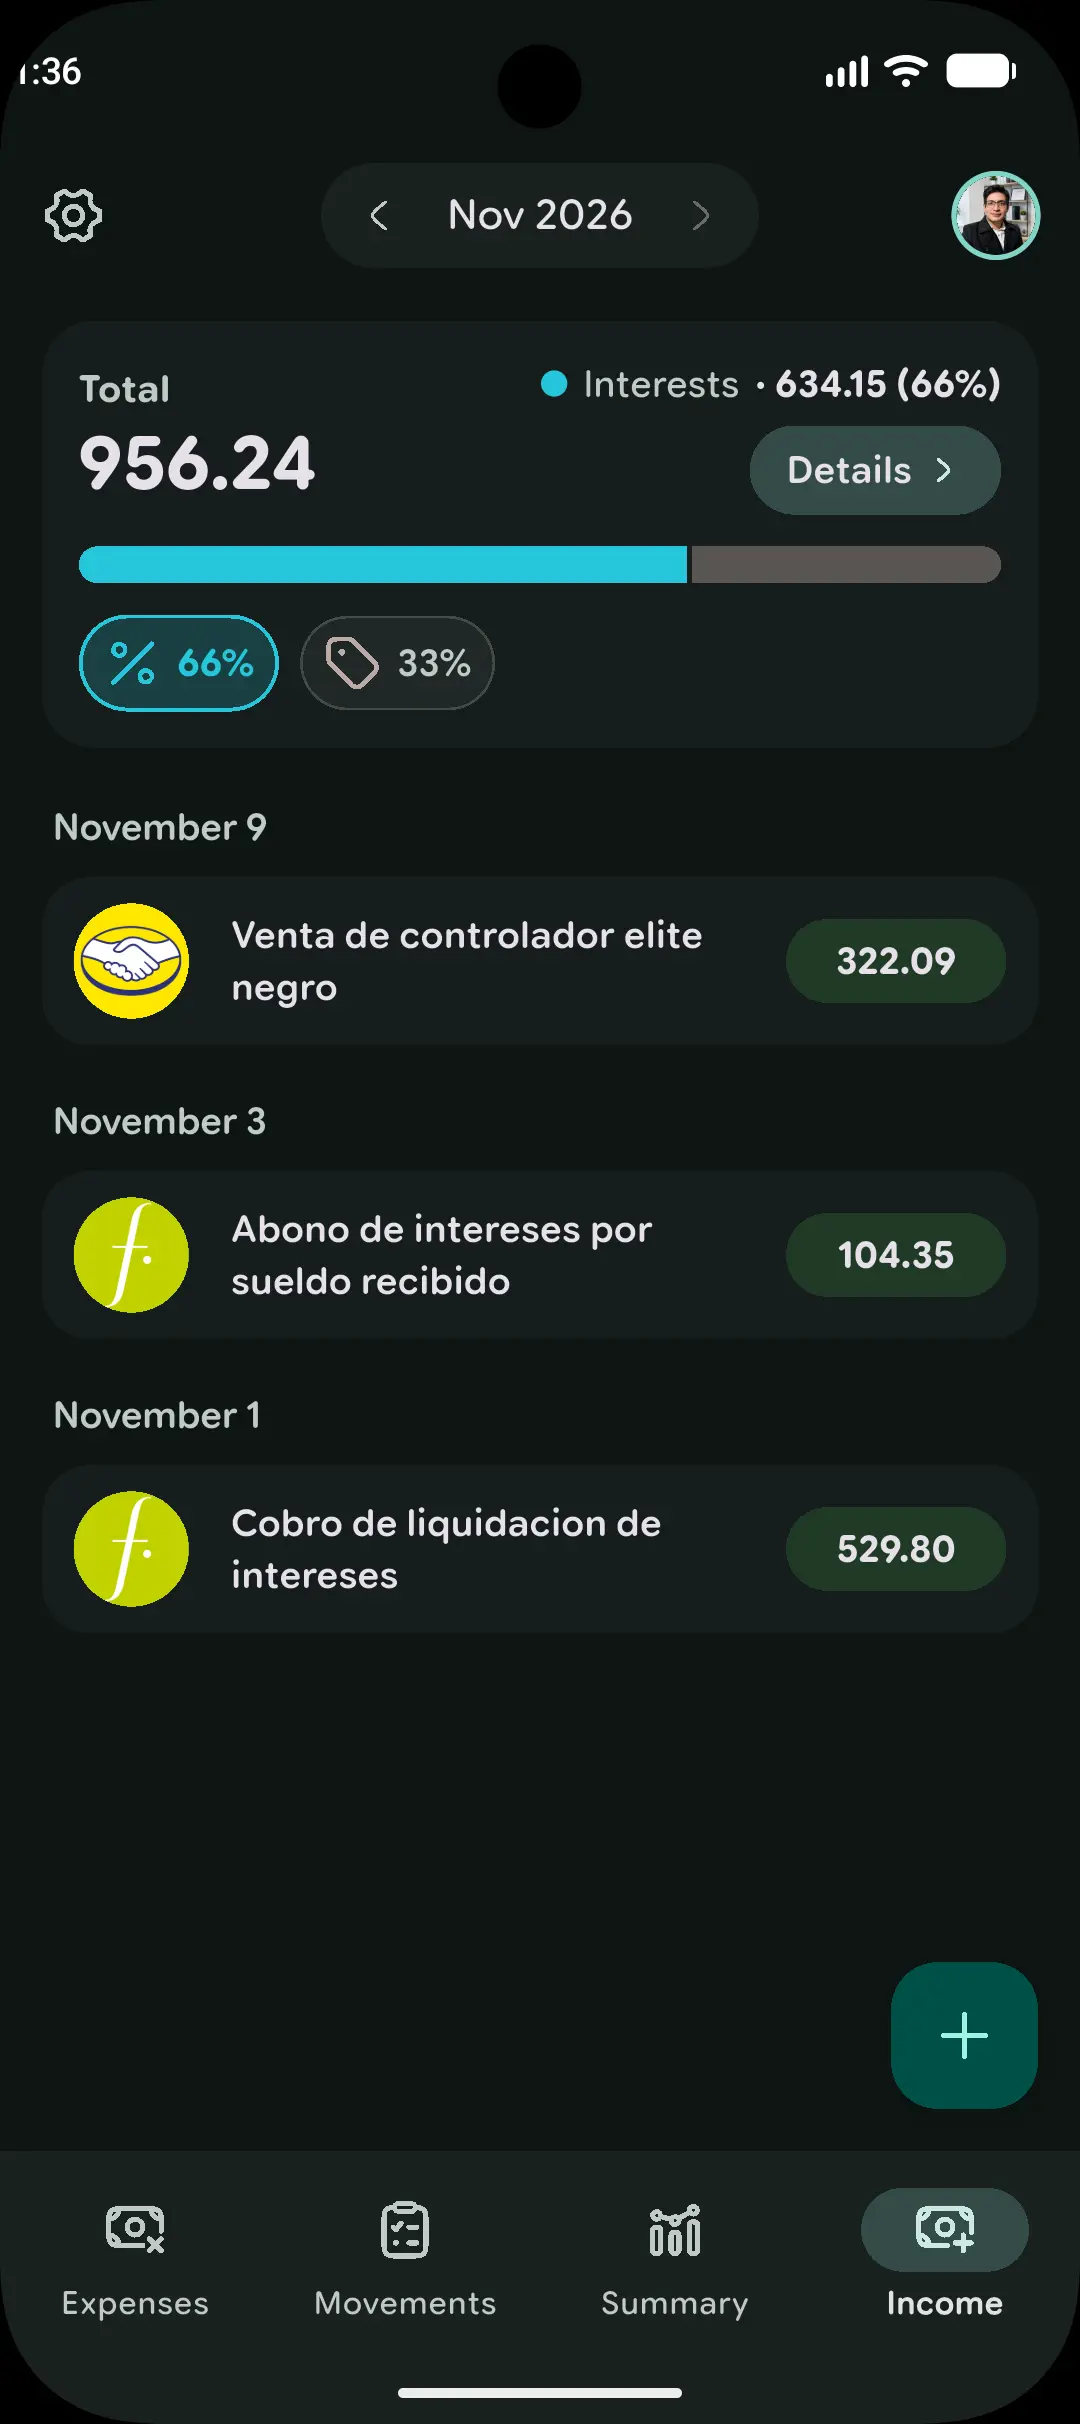 1:36
Nov 2026
Total
Interests · 634.15 (66%)
956.24
Details
66%
33%
November 9
Venta de controlador elite
negro
322.09
November 3
Abono de intereses por
sueldo recibido
104.35
November 1
Cobro de liquidacion de
intereses
529.80
Expenses
Movements
Summary
Income